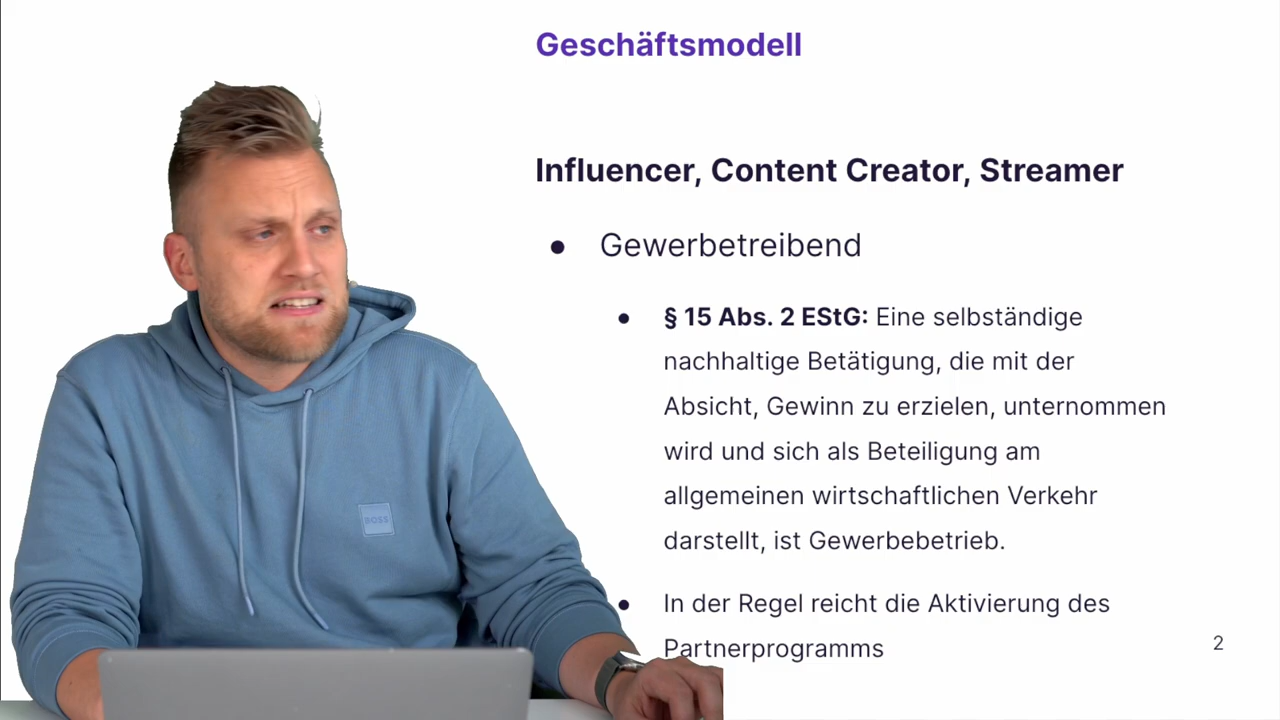 Geschäftsmodell
Influencer, Content Creator, Streamer
● Gewerbetreibend
● § 15 Abs. 2 EStG: Eine selbständige
nachhaltige Betätigung, die mit der
Absicht, Gewinn zu erzielen, unternommen
wird und sich als Beteiligung am
allgemeinen wirtschaftlichen Verkehr
darstellt, ist Gewerbebetrieb.
● In der Regel reicht die Aktivierung des
Partnerprogramms
2
BOSS